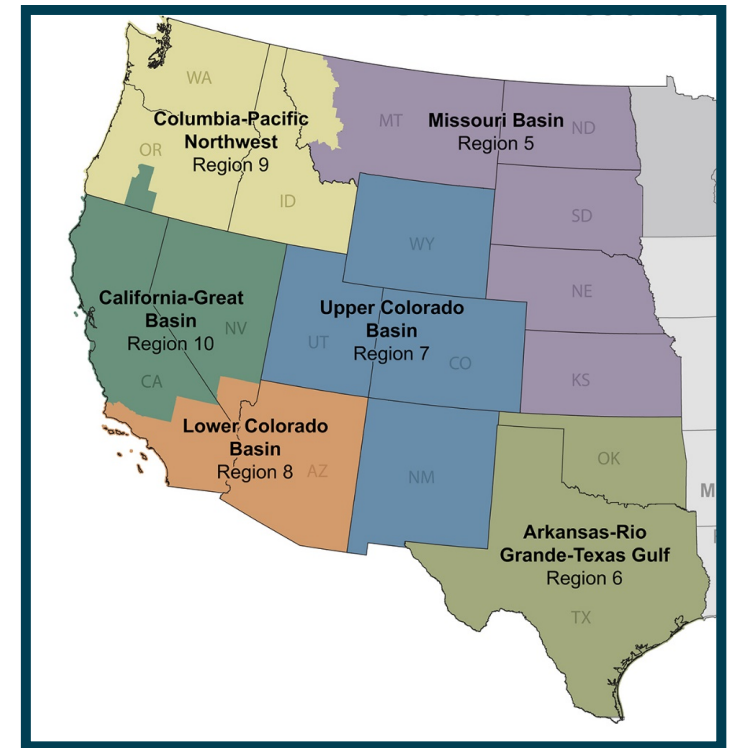 WA
Columbia-Pacific
Northwest
Region 9
OR
ID
MT
Missouri Basin
Region 5
ND
SD
WY
NE
KS
California-Great
Basin
Region 10
NV
CA
Upper Colorado
Basin
Region 7
UT
CO
Lower Colorado
Basin
Region 8
AZ
NM
OK
Arkansas-Rio
Grande-Texas Gulf
Region 6
TX
M